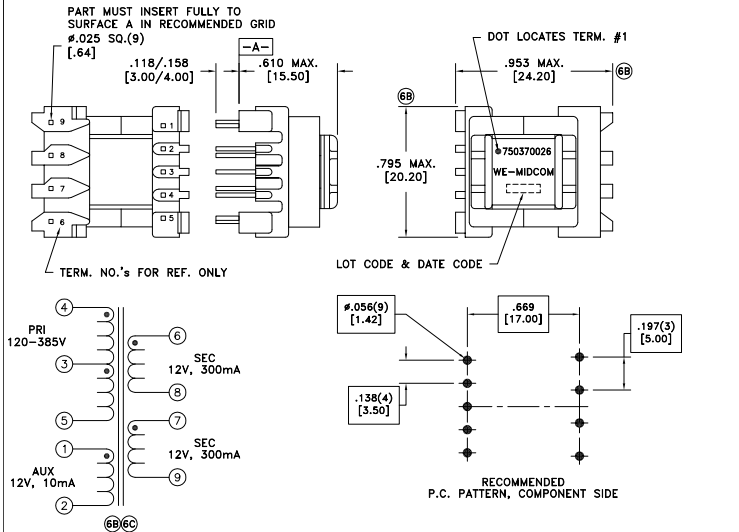 PART MUST INSERT FULLY TO
SURFACE A IN RECOMMENDED GRID
ø.025 SQ.(9)
[.64]
.118/.158
[3.00/4.00]
-A-
.610 MAX.
[15.50]
DOT LOCATES TERM. #1
.953 MAX.
[24.20]
6B
6B
.795 MAX.
[20.20]
9
8
7
6
1
2
3
4
5
750370026
WE-MIDCOM
TERM. NO.'s FOR REF. ONLY
LOT CODE & DATE CODE
4
PRI
120-385V
3
5
1
AUX
12V, 10mA
2
6
SEC
12V, 300mA
8
7
SEC
12V, 300mA
9
6B 6C
ø.056(9)
[1.42]
.669
[17.00]
.197(3)
[5.00]
.138(4)
[3.50]
RECOMMENDED
P.C. PATTERN, COMPONENT SIDE